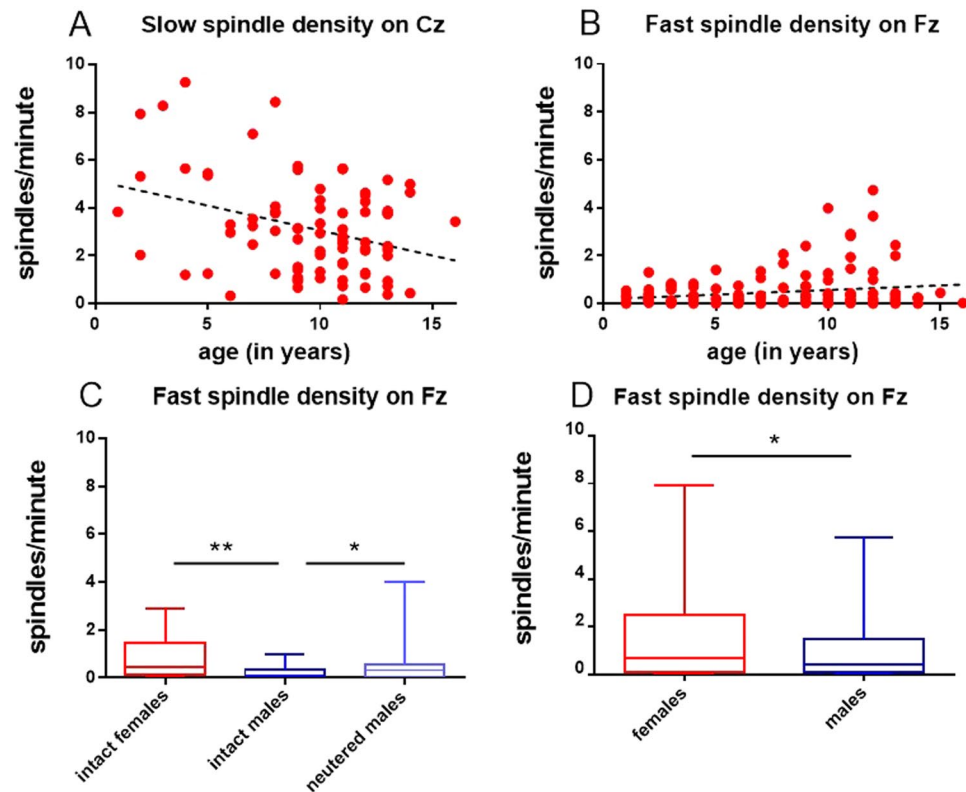 A Slow spindle density on Cz
10
8
6
4
2
0
spindles/minute
0 5 10 15
age (in years)
B Fast spindle density on Fz
10
8
6
4
2
0
spindles/minute
0 5 10 15
age (in years)
C Fast spindle density on Fz
10
8
6
4
2
0
spindles/minute
** *
intact females
intact males
neutered males
D Fast spindle density on Fz
10
8
6
4
2
0
spindles/minute
*
females
males